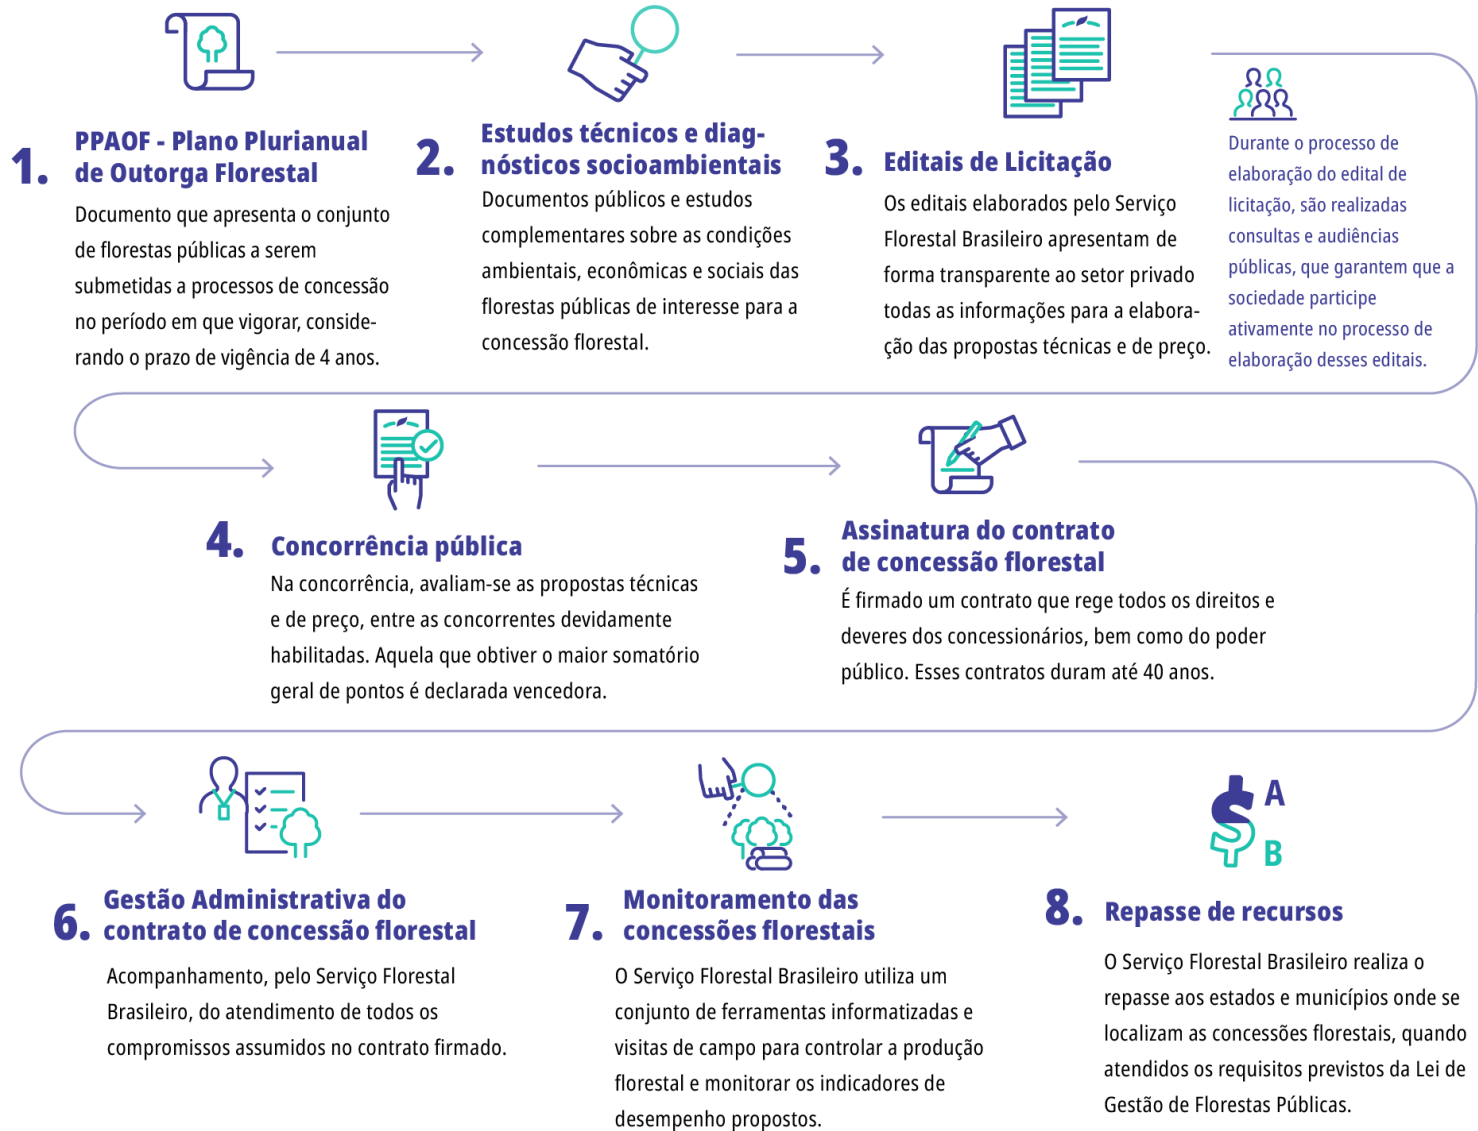 1.
PPAOF - Plano Plurianual
de Outorga Florestal
Documento que apresenta o conjunto
de florestas públicas a serem
submetidas a processos de concessão
no período em que vigorar, conside-
rando o prazo de vigência de 4 anos.
2.
Estudos técnicos e diag-
nósticos socioambientais
Documentos públicos e estudos
complementares sobre as condições
ambientais, econômicas e sociais das
florestas públicas de interesse para a
concessão florestal.
3.
Editais de Licitação
Os editais elaborados pelo Serviço
Florestal Brasileiro apresentam de
forma transparente ao setor privado
todas as informações para a elabora-
ção das propostas técnicas e de preço.
Durante o processo de
elaboração do edital de
licitação, são realizadas
consultas e audiências
públicas, que garantem que a
sociedade participe
ativamente no processo de
elaboração desses editais.
4.
Concorrência pública
Na concorrência, avaliam-se as propostas técnicas
e de preço, entre as concorrentes devidamente
habilitadas. Aquela que obtiver o maior somatório
geral de pontos é declarada vencedora.
5.
Assinatura do contrato
de concessão florestal
É firmado um contrato que rege todos os direitos e
deveres dos concessionários, bem como do poder
público. Esses contratos duram até 40 anos.
6.
Gestão Administrativa do
contrato de concessão florestal
Acompanhamento, pelo Serviço Florestal
Brasileiro, do atendimento de todos os
compromissos assumidos no contrato firmado.
7.
Monitoramento das
concessões florestais
O Serviço Florestal Brasileiro utiliza um
conjunto de ferramentas informatizadas e
visitas de campo para controlar a produção
florestal e monitorar os indicadores de
desempenho propostos.
$ A
B
8.
Repasse de recursos
O Serviço Florestal Brasileiro realiza o
repasse aos estados e municípios onde se
localizam as concessões florestais, quando
atendidos os requisitos previstos da Lei de
Gestão de Florestas Públicas.